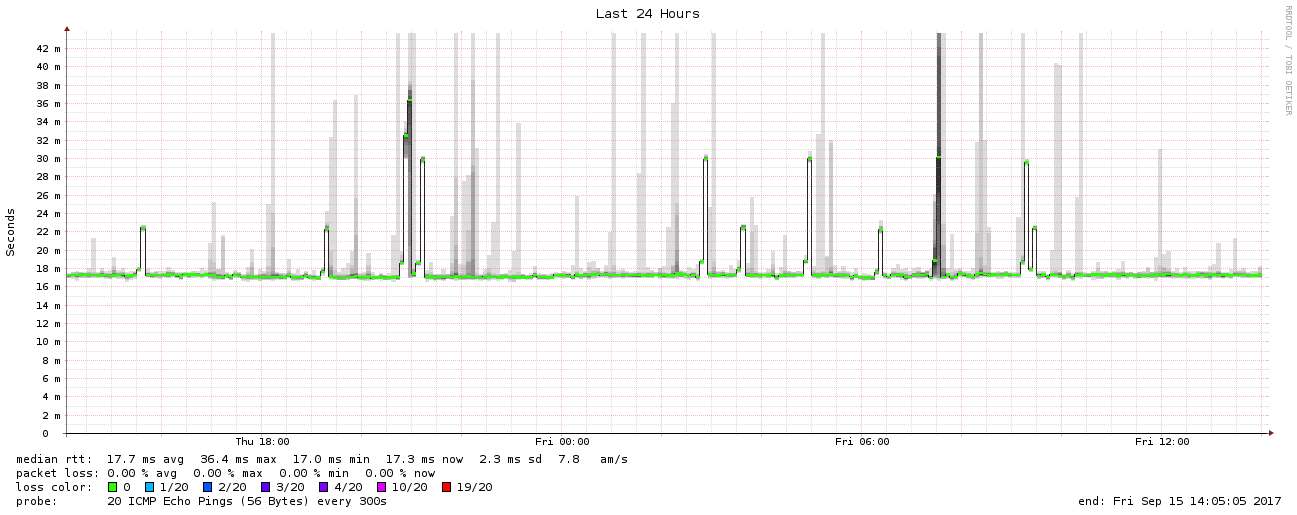 Last 24 Hours
RRDTOOL / TOBI OETIKER
Seconds
42 m
40 m
38 m
36 m
34 m
32 m
30 m
28 m
26 m
24 m
22 m
20 m
18 m
16 m
14 m
12 m
10 m
8 m
6 m
4 m
2 m
0
Thu 18:00 Fri 00:00 Fri 06:00 Fri 12:00
median rtt: 17.7 ms avg 36.4 ms max 17.0 ms min 17.3 ms now 2.3 ms sd 7.8 am/s
packet loss: 0.00 % avg 0.00 % max 0.00 % min 0.00 % now
loss color: 0 1/20 2/20 3/20 4/20 10/20 19/20
probe: 20 ICMP Echo Pings (56 Bytes) every 300s end: Fri Sep 15 14:05:05 2017